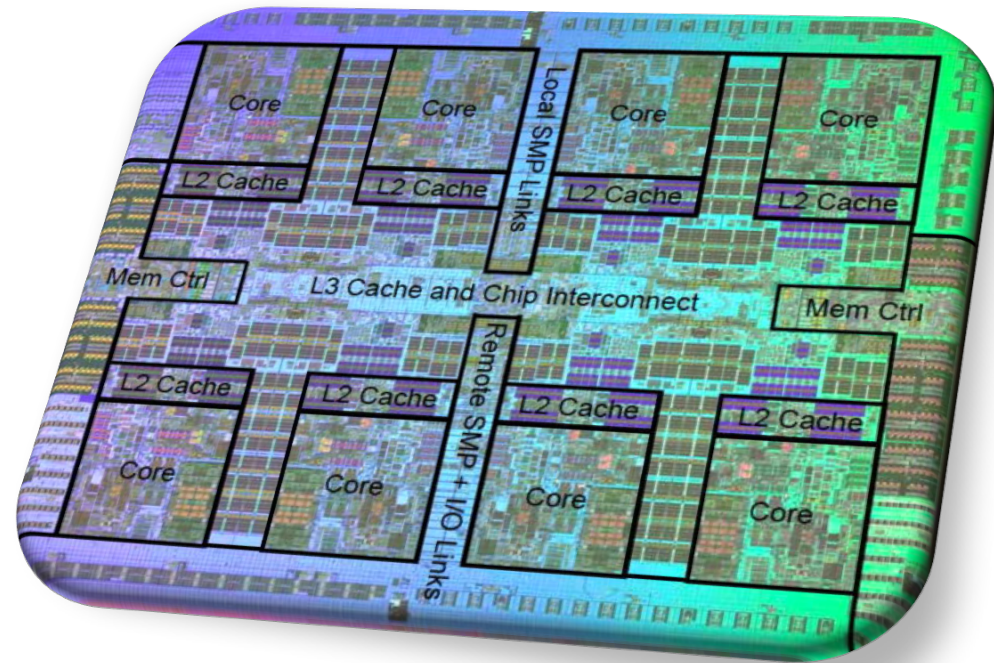 Core
Core
Core
Core
L2 Cache
L2 Cache
L2 Cache
L2 Cache
Local SMP Links
Mem Ctrl
L3 Cache and Chip Interconnect
Mem Ctrl
Remote SMP + I/O Links
L2 Cache
L2 Cache
L2 Cache
L2 Cache
Core
Core
Core
Core